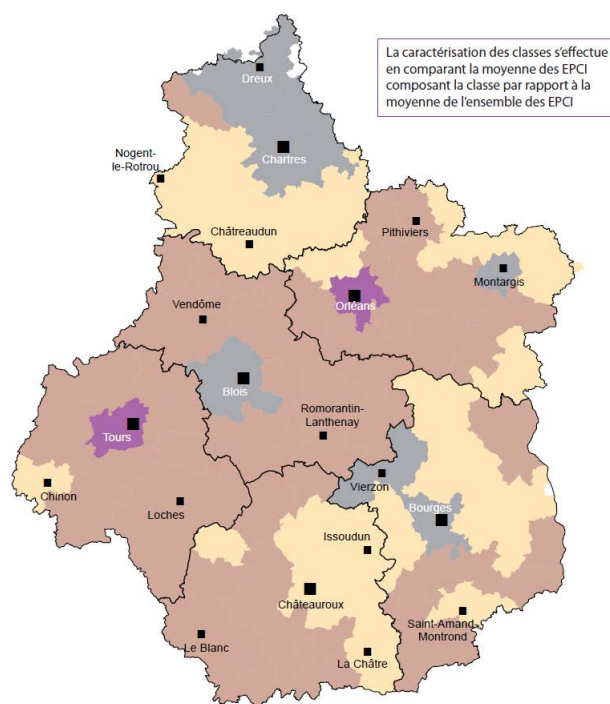 La caractérisation des classes s'effectue
en comparant la moyenne des EPCI
composant la classe par rapport à la
moyenne de l'ensemble des EPCI
Dreux
Chartres
Nogent-
le-Rotrou
Châteaudun
Pithiviers
Montargis
Orléans
Vendôme
Blois
Romorantin-
Lanthenay
Tours
Chinon
Loches
Vierzon
Bourges
Issoudun
Châteauroux
Saint-Amand
Montrond
Le Blanc
La Châtre